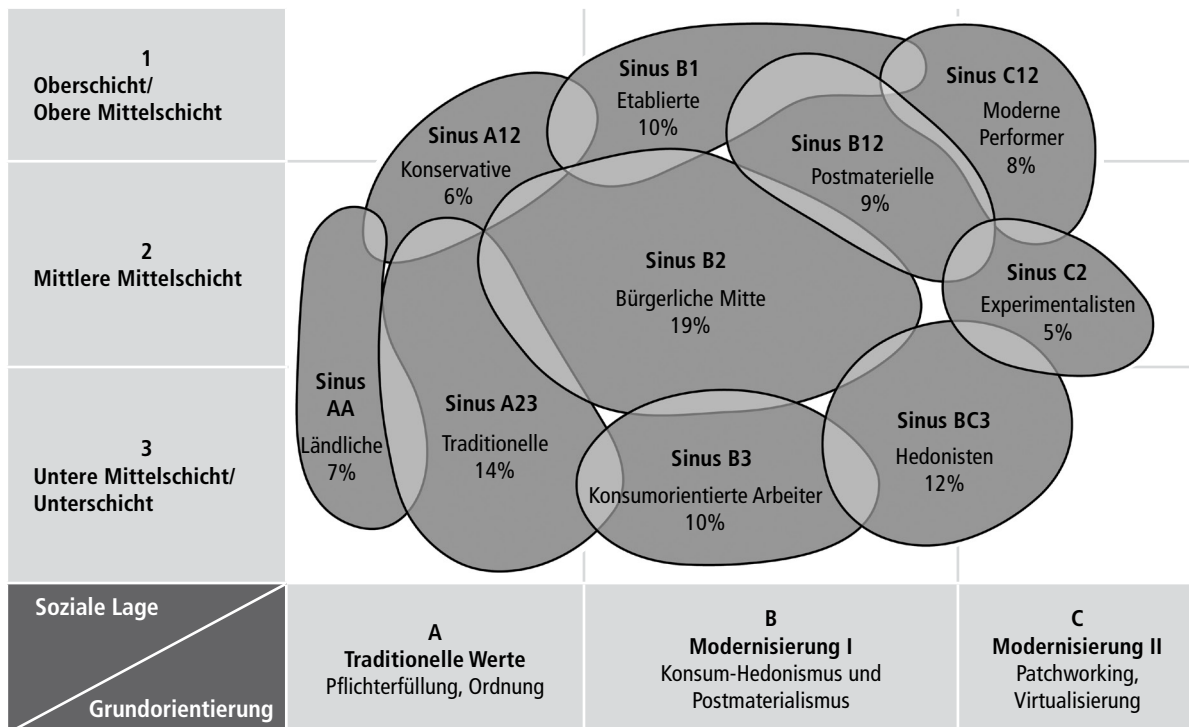 1
Oberschicht/
Obere Mittelschicht
2
Mittlere Mittelschicht
3
Untere Mittelschicht/
Unterschicht
Sinus B1
Etablierte
10%
Sinus C12
Moderne
Performer
8%
Sinus A12
Konservative
6%
Sinus B12
Postmaterielle
9%
Sinus B2
Bürgerliche Mitte
19%
Sinus C2
Experimentalisten
5%
Sinus
AA
Ländliche
7%
Sinus A23
Traditionelle
14%
Sinus B3
Konsumorientierte Arbeiter
10%
Sinus BC3
Hedonisten
12%
Soziale Lage
Grundorientierung
A
Traditionelle Werte
Pflichterfüllung, Ordnung
B
Modernisierung I
Konsum-Hedonismus und
Postmaterialismus
C
Modernisierung II
Patchworking,
Virtualisierung